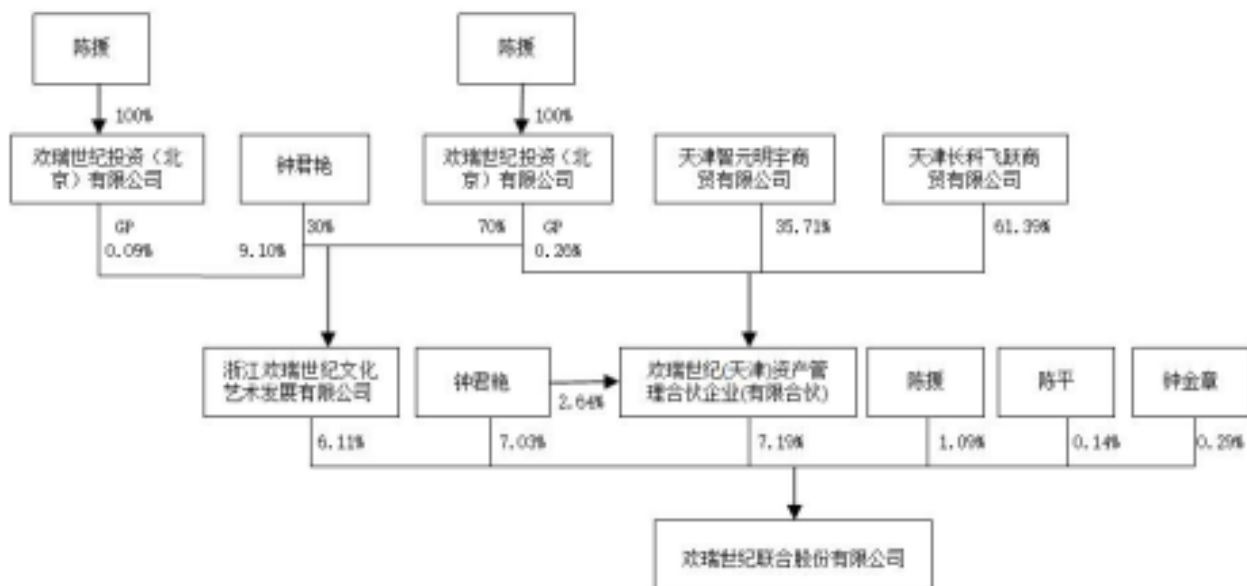 陈援
陈援
100%
100%
欢瑞世纪投资（北
京）有限公司
钟君艳
欢瑞世纪投资（北
京）有限公司
天津智元明宇商
贸有限公司
天津长科飞跃商
贸有限公司
GP
0.09%
30%
9.10%
70%
GP
0.26%
35.71%
61.39%
浙江欢瑞世纪文化
艺术发展有限公司
钟君艳
2.64%
欢瑞世纪(天津)资产管
理合伙企业(有限合伙)
陈援
陈平
钟金章
6.11%
7.03%
7.19%
1.09%
0.14%
0.29%
欢瑞世纪联合股份有限公司